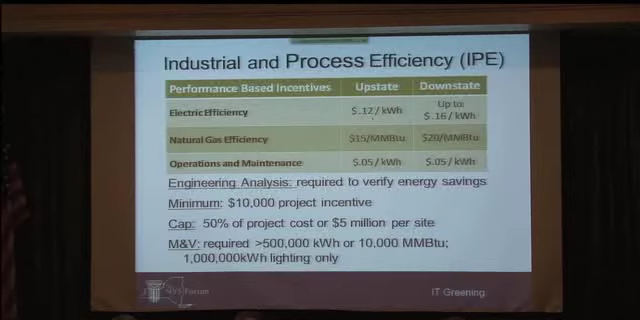 Industrial and Process Efficiency (IPE)
Performance Based Incentives Upstate Downstate
Electric Efficiency $.12 / kWh Up to $.16 / kWh
Natural Gas Efficiency $15/MMBtu $20/MMBtu
Operations and Maintenance $.05 / kWh $.05 / kWh
Engineering Analysis: required to verify energy savings
Minimum: $10,000 project incentive
Cap: 50% of project cost or $5 million per site
M&V: required >500,000 kWh or 10,000 MMBtu;
1,000,000kWh lighting only
NYS Forum IT Greening